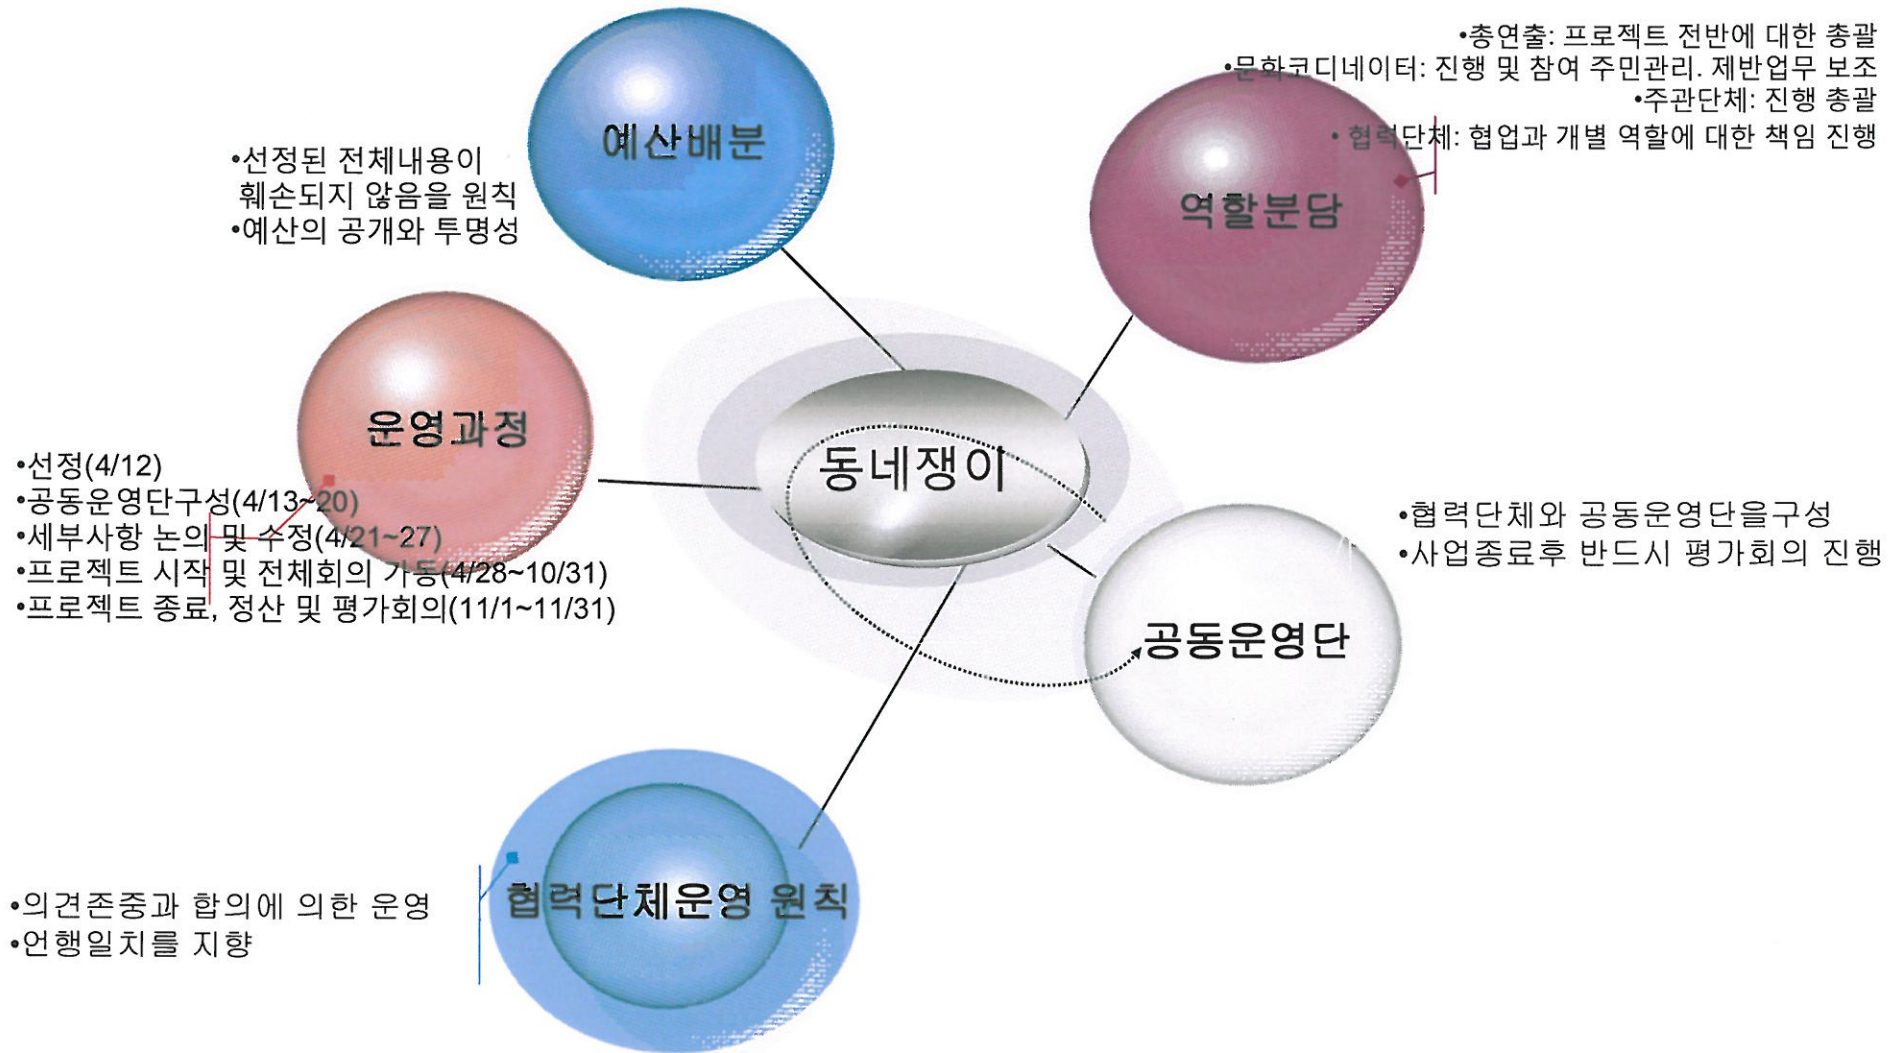 •총연출: 프로젝트 전반에 대한 총괄
•문화코디네이터: 진행 및 참여 주민관리. 제반업무 보조
•주관단체: 진행 총괄
• 협력단체: 협업과 개별 역할에 대한 책임 진행
역할분담
예산배분
•선정된 전체내용이
훼손되지 않음을 원칙
•예산의 공개와 투명성
운영과정
•선정(4/12)
•공동운영단구성(4/13~20)
•세부사항 논의 및 수정(4/21~27)
•프로젝트 시작 및 전체회의 가동(4/28~10/31)
•프로젝트 종료, 정산 및 평가회의(11/1~11/31)
동네쟁이
•협력단체와 공동운영단을구성
•사업종료후 반드시 평가회의 진행
공동운영단
협력단체운영 원칙
•의견존중과 합의에 의한 운영
•언행일치를 지향